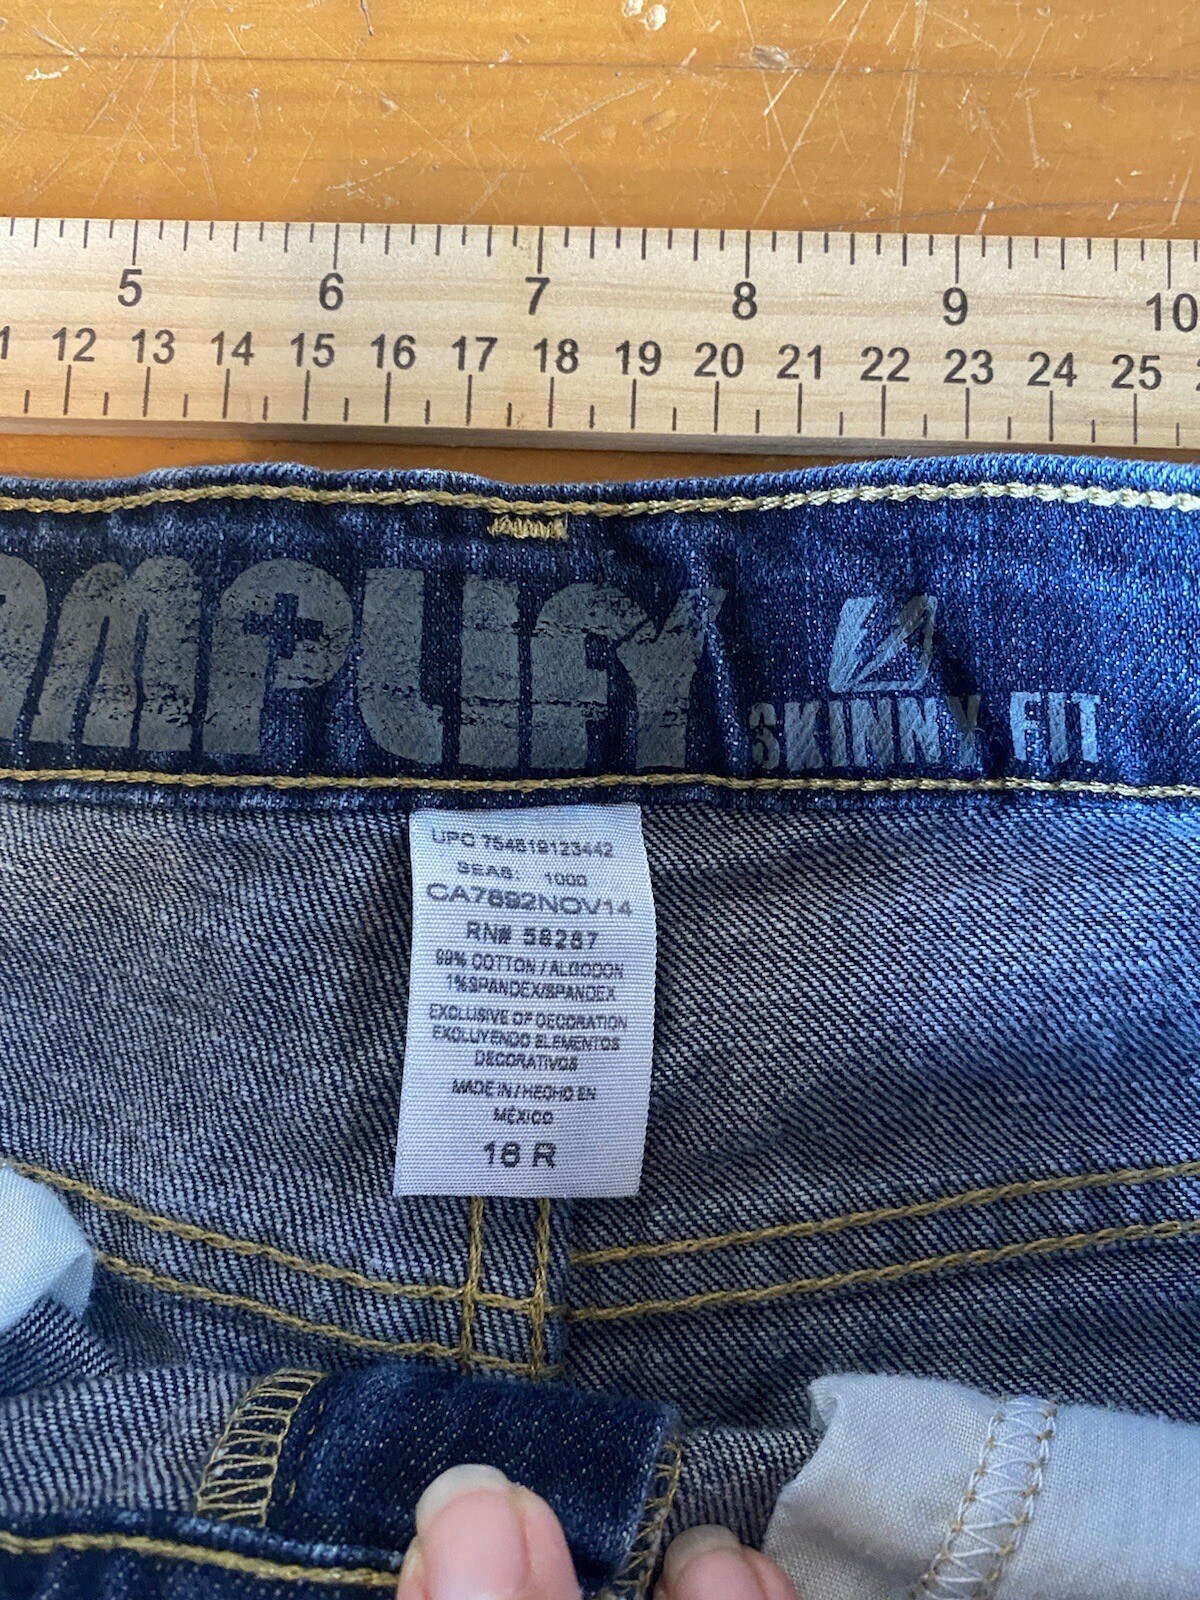 5 6 7 8 9 10
12 13 14 15 16 17 18 19 20 21 22 23 24 25
AMPLIFY
SKINNY FIT
UPC 754819123442
SEAS: 1000
CA7692NOV14
RN# 58287
99% COTTON / ALGODON
1% SPANDEX/SPANDEX
EXCLUSIVE OF DECORATION
EXCLUYENDO ELEMENTOS
DECORATIVOS
MADE IN / HECHO EN
MÉXICO
16 R